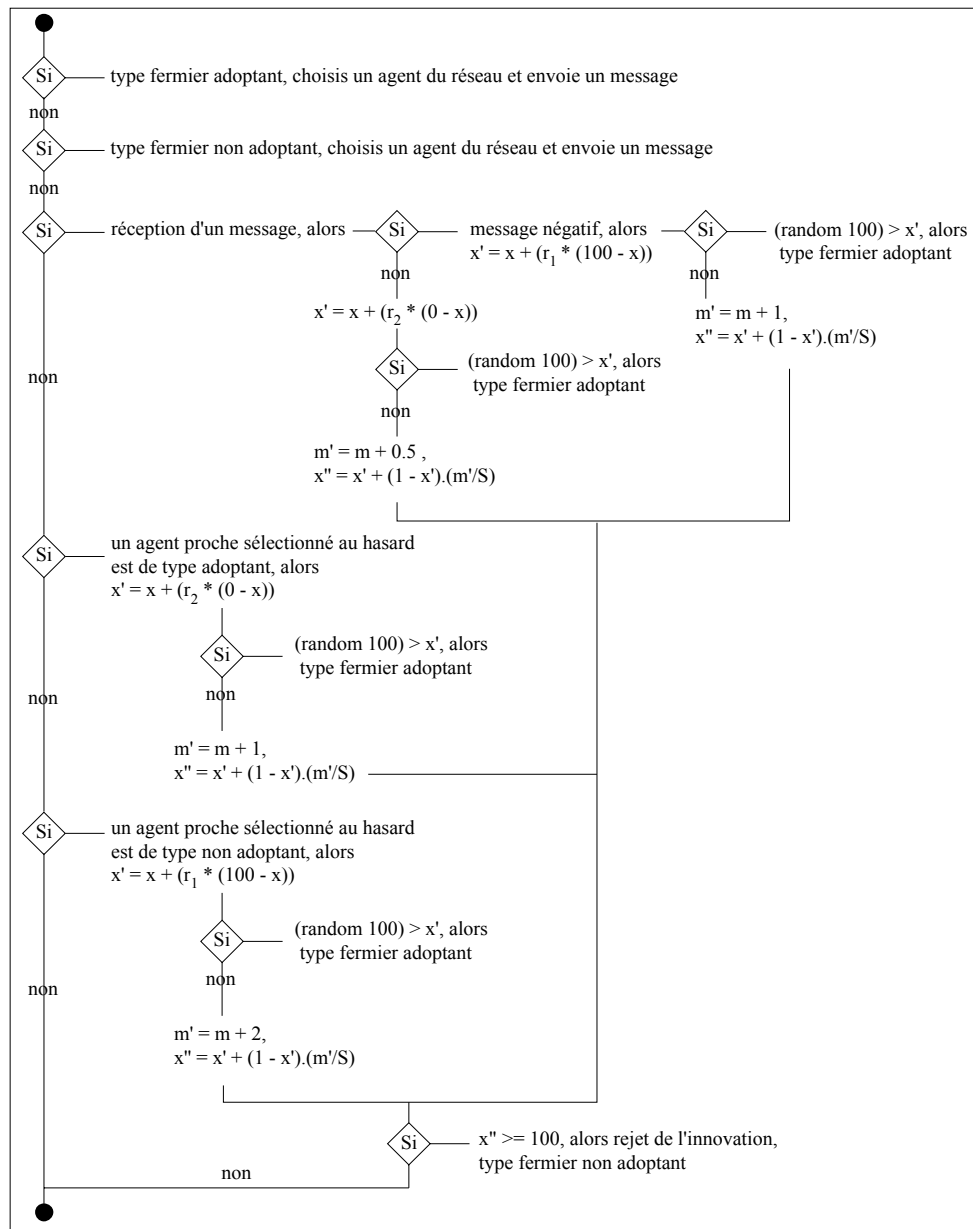 Si
type fermier adoptant, choisis un agent du réseau et envoie un message
non
Si
type fermier non adoptant, choisis un agent du réseau et envoie un message
non
Si
réception d'un message, alors
Si
message négatif, alors
x' = x + (r1 * (100 - x))
Si
(random 100) > x', alors
type fermier adoptant
non
m' = m + 1,
x'' = x' + (1 - x').(m'/S)
non
x' = x + (r2 * (0 - x))
Si
(random 100) > x', alors
type fermier adoptant
non
m' = m + 0.5 ,
x'' = x' + (1 - x').(m'/S)
non
Si
un agent proche sélectionné au hasard
est de type adoptant, alors
x' = x + (r2 * (0 - x))
Si
(random 100) > x', alors
type fermier adoptant
non
m' = m + 1,
x'' = x' + (1 - x').(m'/S)
non
Si
un agent proche sélectionné au hasard
est de type non adoptant, alors
x' = x + (r1 * (100 - x))
Si
(random 100) > x', alors
type fermier adoptant
non
m' = m + 2,
x'' = x' + (1 - x').(m'/S)
non
Si
x'' >= 100, alors rejet de l'innovation,
type fermier non adoptant
non